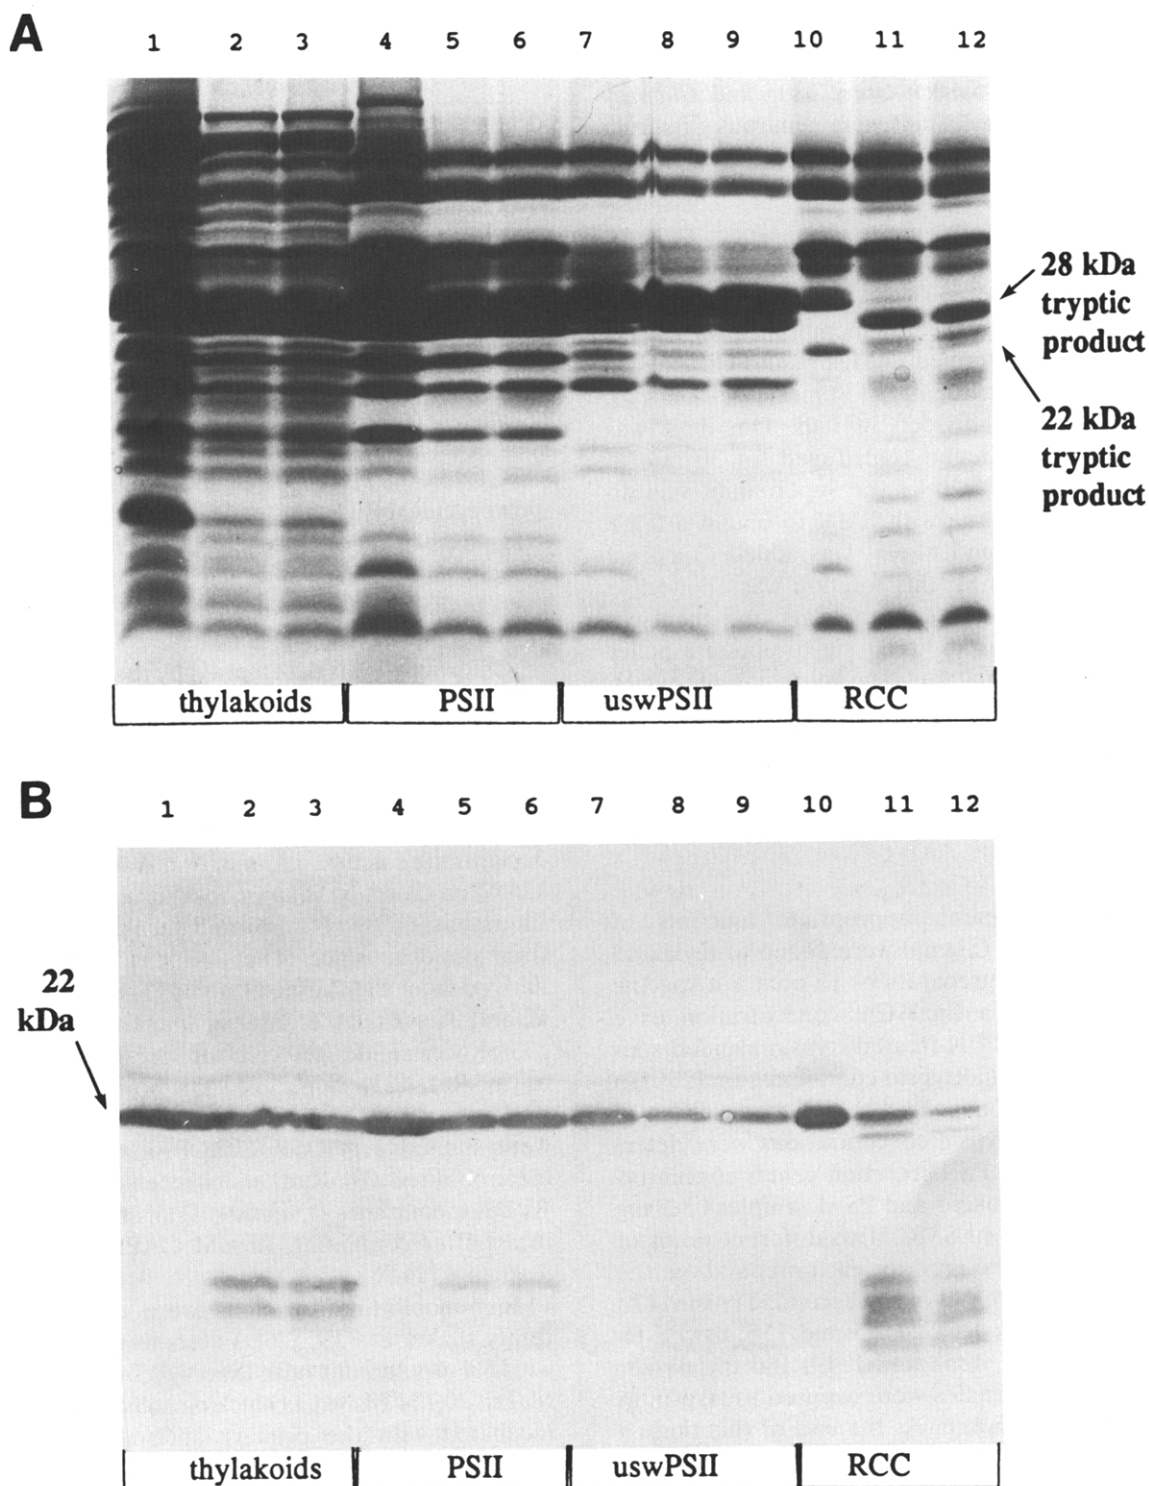 A
1 2 3 4 5 6 7 8 9 10 11 12
28 kDa
tryptic
product
22 kDa
tryptic
product
thylakoids PSII uswPSII RCC
B
1 2 3 4 5 6 7 8 9 10 11 12
22
kDa
thylakoids PSII uswPSII RCC